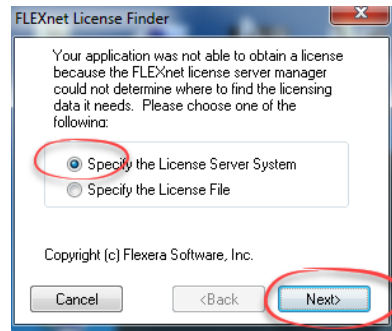 FLEXnet License Finder
Your application was not able to obtain a license
because the FLEXnet license server manager
could not determine where to find the licensing
data it needs. Please choose one of the
following:
Specify the License Server System
Specify the License File
Copyright (c) Flexera Software, Inc.
Cancel
<Back
Next>